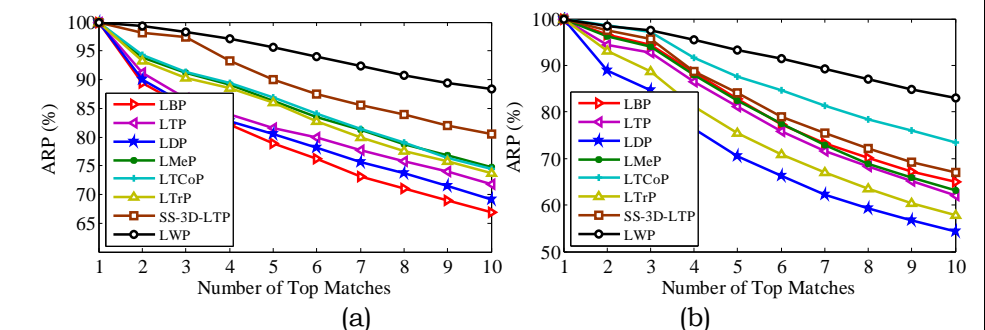 100
95
90
85
80
75
70
65
ARP (%)
LBP
LTP
LDP
LMeP
LTCoP
LTrP
SS-3D-LTP
LWP
1 2 3 4 5 6 7 8 9 10
Number of Top Matches
(a)
100
90
80
70
60
50
ARP (%)
LBP
LTP
LDP
LMeP
LTCoP
LTrP
SS-3D-LTP
LWP
1 2 3 4 5 6 7 8 9 10
Number of Top Matches
(b)